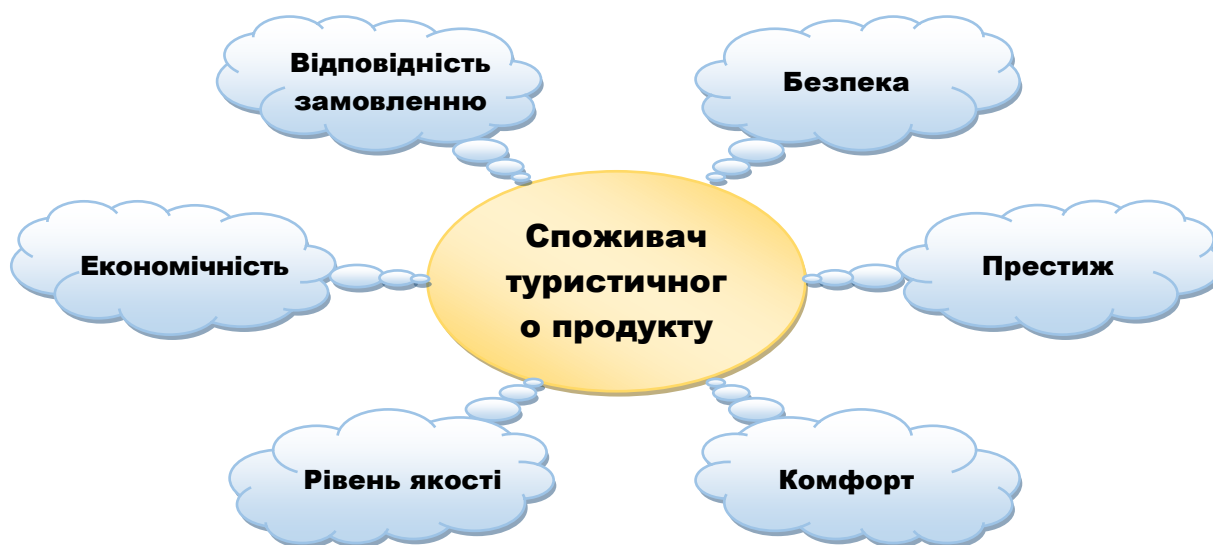 Відповідність
замовленню
Безпека
Економічність
Споживач
туристичног
о продукту
Престиж
Рівень якості
Комфорт